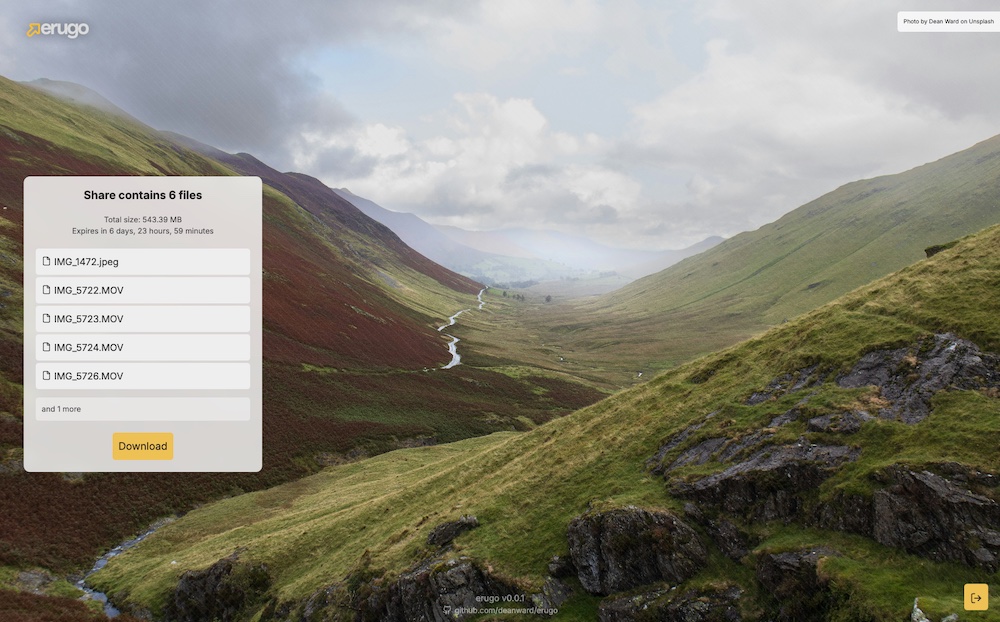 erugo
Photo by Dean Ward on Unsplash
Share contains 6 files
Total size: 543.39 MB
Expires in 6 days, 23 hours, 59 minutes
IMG_1472.jpeg
IMG_5722.MOV
IMG_5723.MOV
IMG_5724.MOV
IMG_5726.MOV
and 1 more
Download
erugo v0.0.1
github.com/deanward/erugo